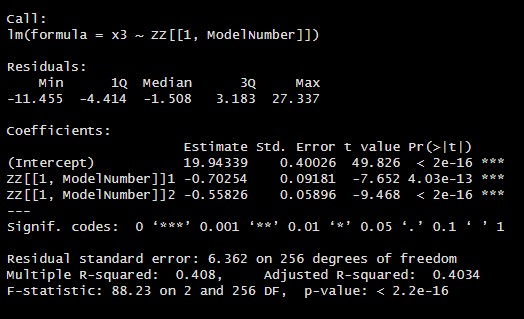 Call:
lm(formula = x3 ~ ZZ[[1, ModelNumber]])
Residuals:
    Min      1Q  Median      3Q     Max
-11.455  -4.414  -1.508   3.183  27.337
Coefficients:
                       Estimate Std. Error t value Pr(>|t|)
(Intercept)            19.94339    0.40026  49.826  < 2e-16 ***
ZZ[[1, ModelNumber]]1  -0.70254    0.09181  -7.652 4.03e-13 ***
ZZ[[1, ModelNumber]]2  -0.55826    0.05896  -9.468  < 2e-16 ***
---
Signif. codes:  0 ‘***’ 0.001 ‘**’ 0.01 ‘*’ 0.05 ‘.’ 0.1 ‘ ’ 1
Residual standard error: 6.362 on 256 degrees of freedom
Multiple R-squared:  0.408,     Adjusted R-squared:  0.4034
F-statistic: 88.23 on 2 and 256 DF,  p-value: < 2.2e-16